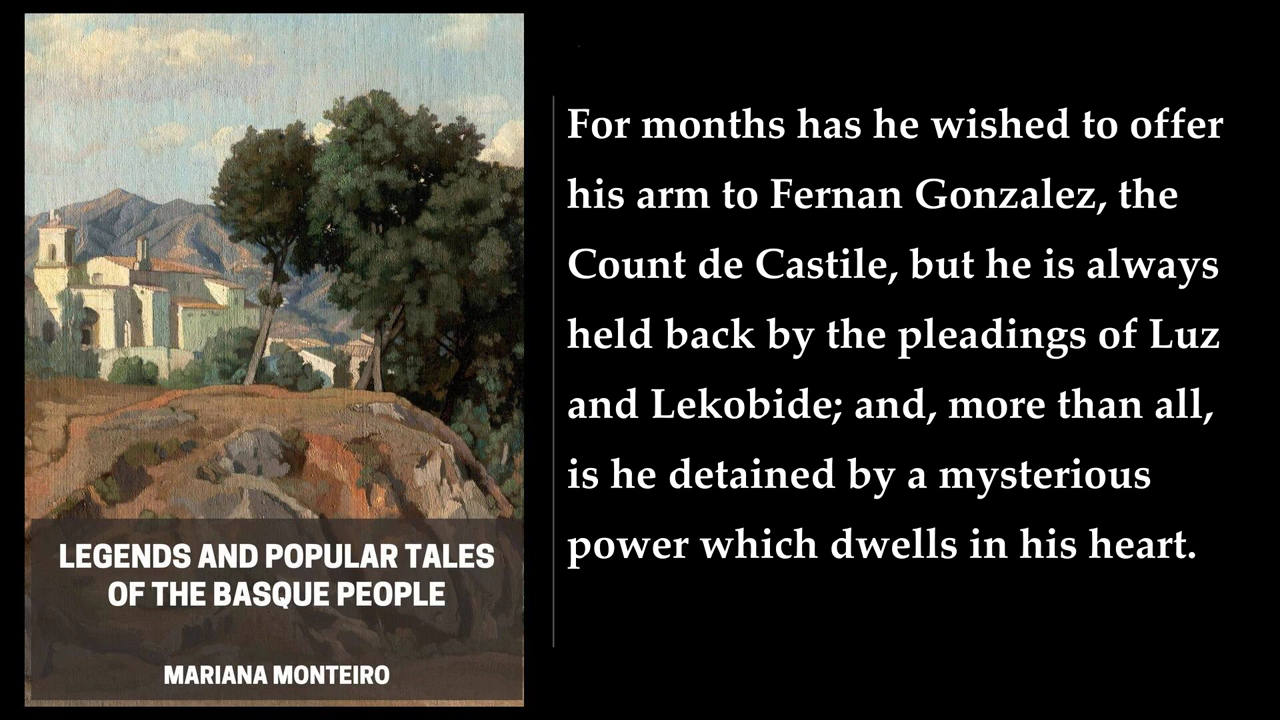 LEGENDS AND POPULAR TALES
OF THE BASQUE PEOPLE
MARIANA MONTEIRO
For months has he wished to offer
his arm to Fernan Gonzalez, the
Count de Castile, but he is always
held back by the pleadings of Luz
and Lekobide; and, more than all,
is he detained by a mysterious
power which dwells in his heart.